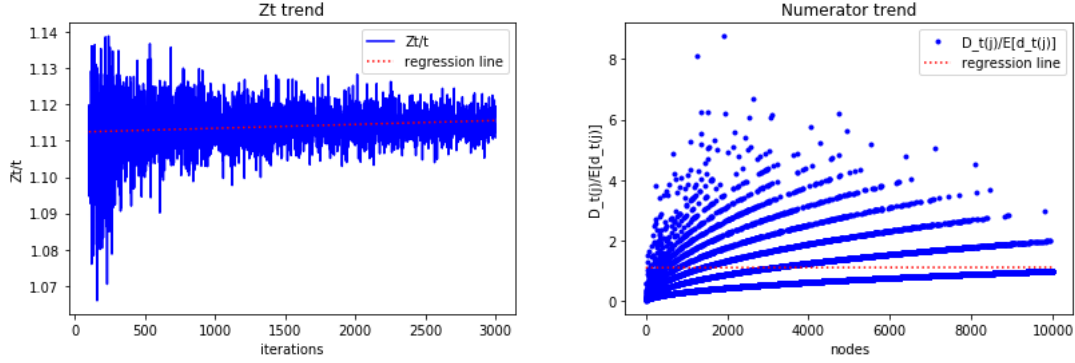 Zt trend
Zt/t
1.14
1.13
1.12
1.11
1.10
1.09
1.08
1.07
0
500
1000
1500
2000
2500
3000
iterations
Zt/t
regression line
Numerator trend
D_t(j)/E[d_t(j)]
8
6
4
2
0
0
2000
4000
6000
8000
10000
nodes
D_t(j)/E[d_t(j)]
regression line